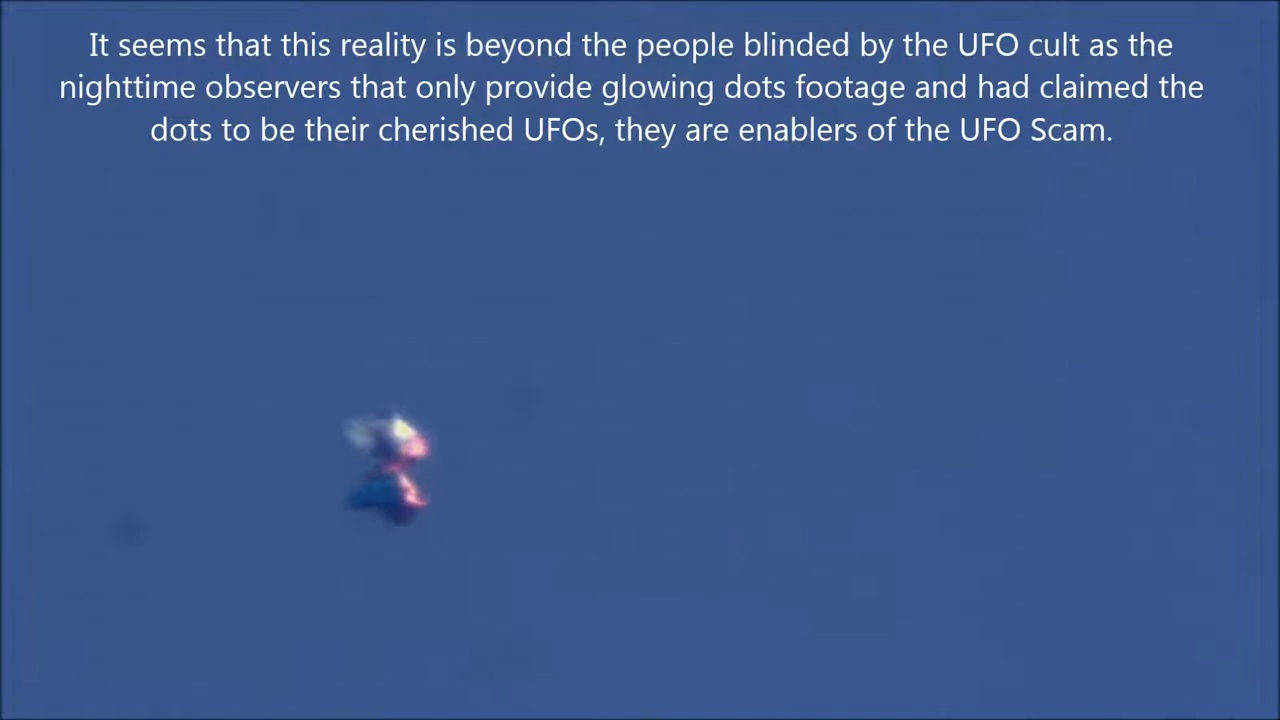 It seems that this reality is beyond the people blinded by the UFO cult as the
nighttime observers that only provide glowing dots footage and had claimed the
dots to be their cherished UFOs, they are enablers of the UFO Scam.